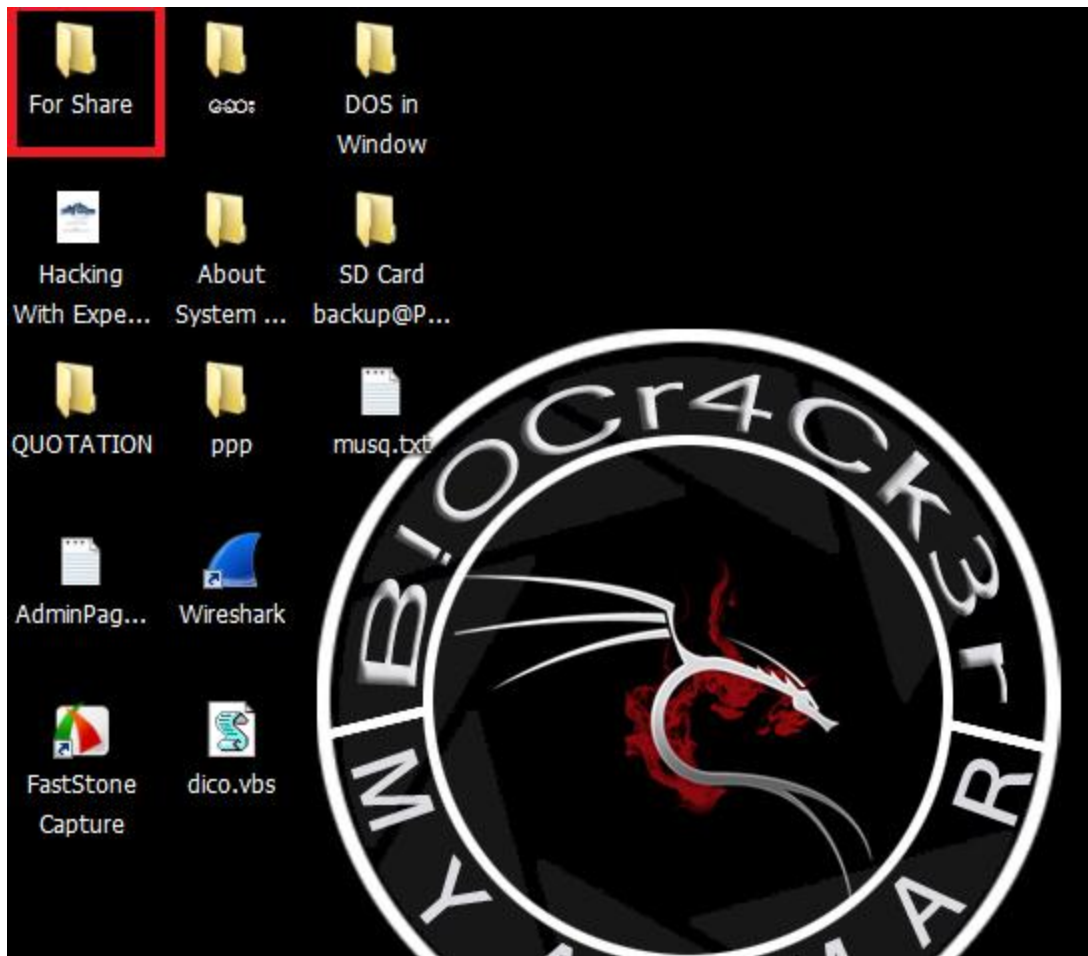 For Share
ဆေး
DOS in
Window
Hacking
With Expe...
About
System ...
SD Card
backup@P...
QUOTATION
ppp
musq.txt
AdminPag...
Wireshark
FastStone
Capture
dico.vbs
B!OCr4Ck3r